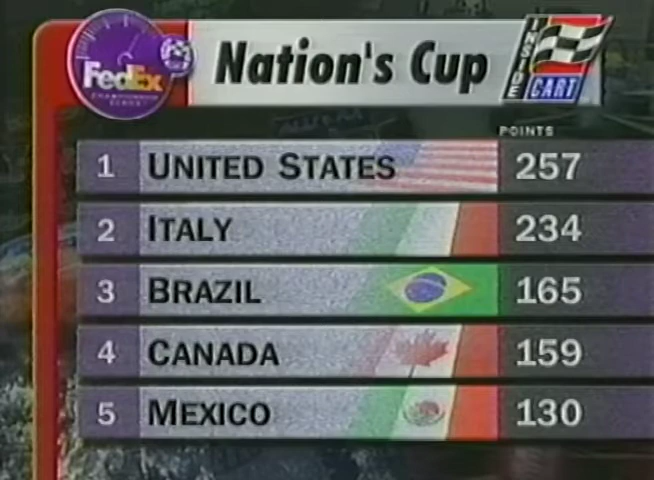 FedEx
CHAMPIONSHIP
SERIES
Nation's Cup
INSIDE
CART
POINTS
1 UNITED STATES 257
2 ITALY 234
3 BRAZIL 165
4 CANADA 159
5 MEXICO 130